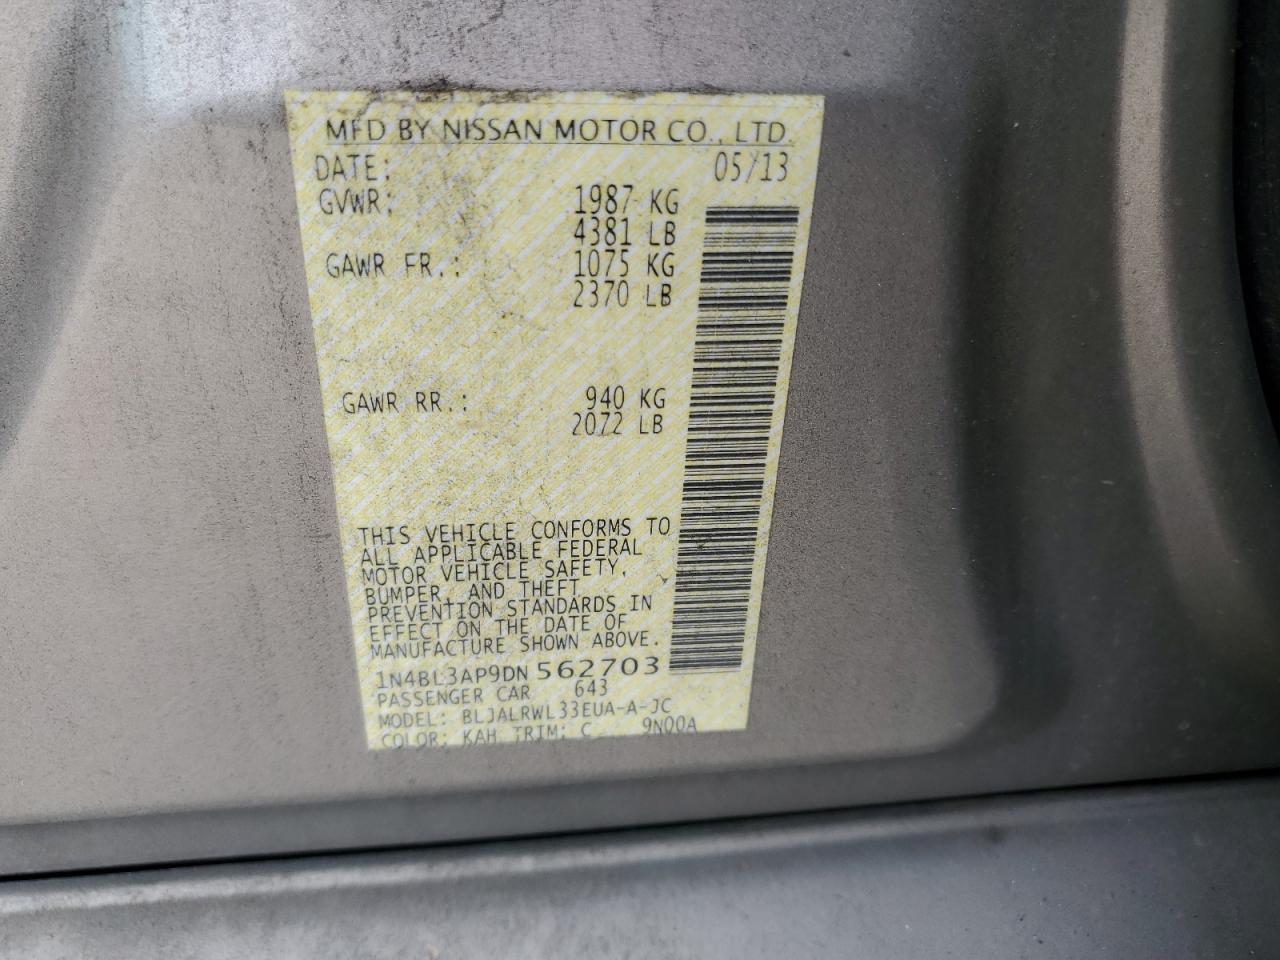 MFD BY NISSAN MOTOR CO., LTD.
DATE: 05/13
GVWR: 1987 KG
4381 LB
GAWR FR.: 1075 KG
2370 LB
GAWR RR.: 940 KG
2072 LB
THIS VEHICLE CONFORMS TO
ALL APPLICABLE FEDERAL
MOTOR VEHICLE SAFETY,
BUMPER, AND THEFT
PREVENTION STANDARDS IN
EFFECT ON THE DATE OF
MANUFACTURE SHOWN ABOVE.
1N4BL3AP9DN 562703
PASSENGER CAR 643
MODEL: BLJALRWL33EUA-A-JC
COLOR: KAH TRIM: C 9N00A